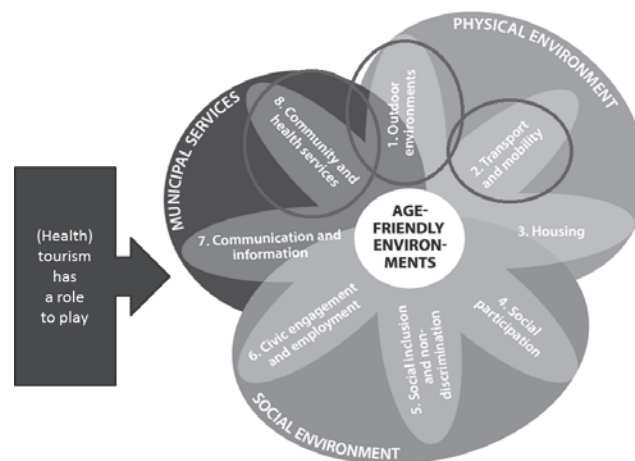 (Health)
tourism
has
a role
to play
MUNICIPAL SERVICES
PHYSICAL ENVIRONMENT
SOCIAL ENVIRONMENT
AGE-
FRIENDLY
ENVIRON-
MENTS
1. Outdoor
environments
2. Transport
and mobility
3. Housing
4. Social
participation
5. Social inclusion
and non-
discrimination
6. Civic engagement
and employment
7. Communication and
information
8. Community and
health services